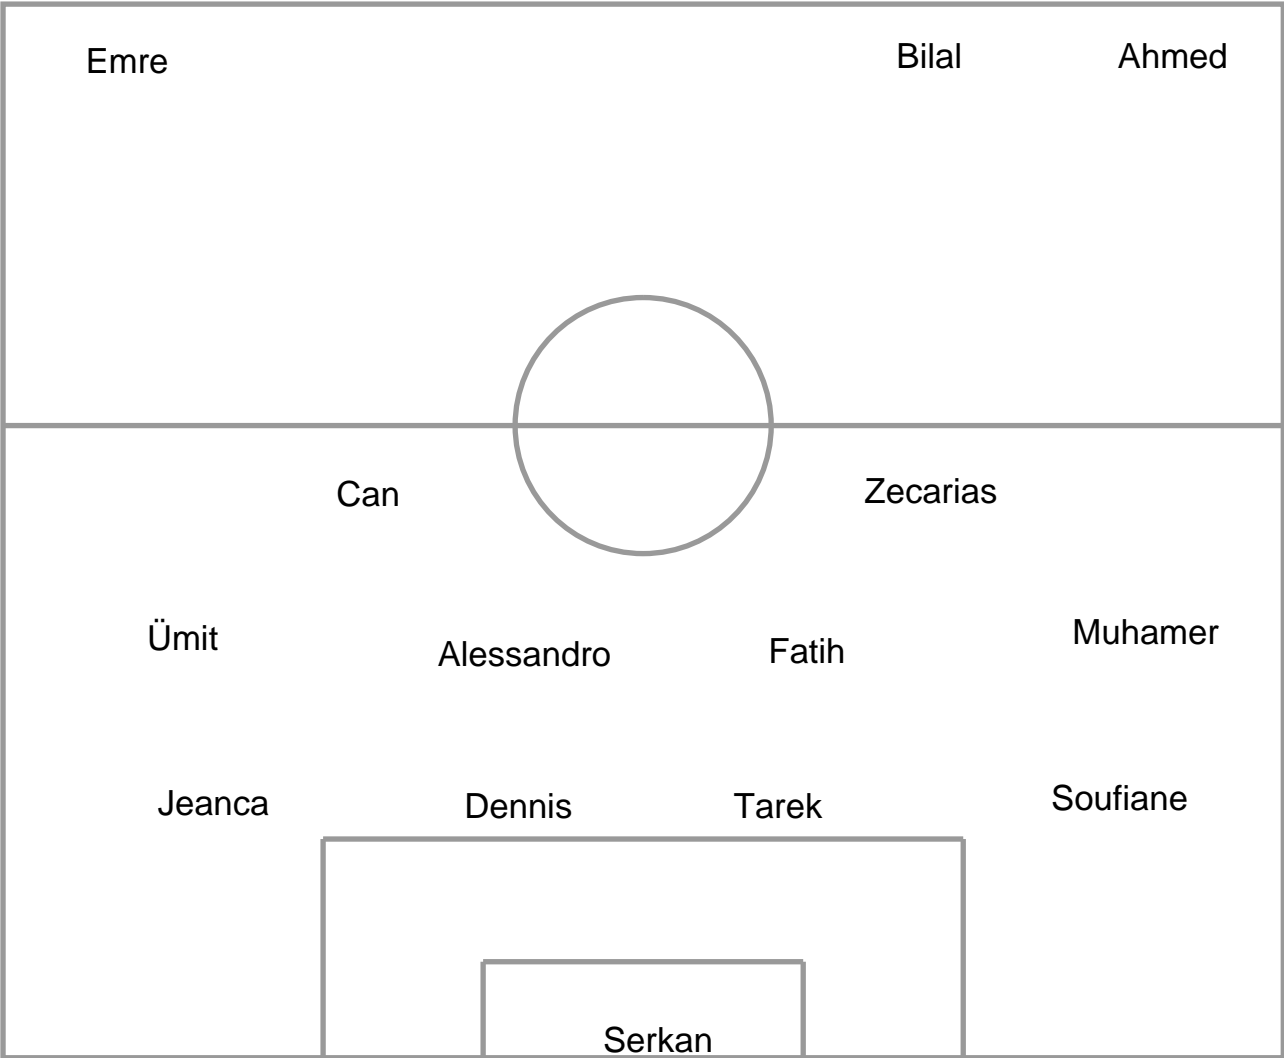 Emre Bilal Ahmed
Can Zecarias
Ümit Alessandro Fatih Muhamer
Jeanca Dennis Tarek Soufiane
Serkan